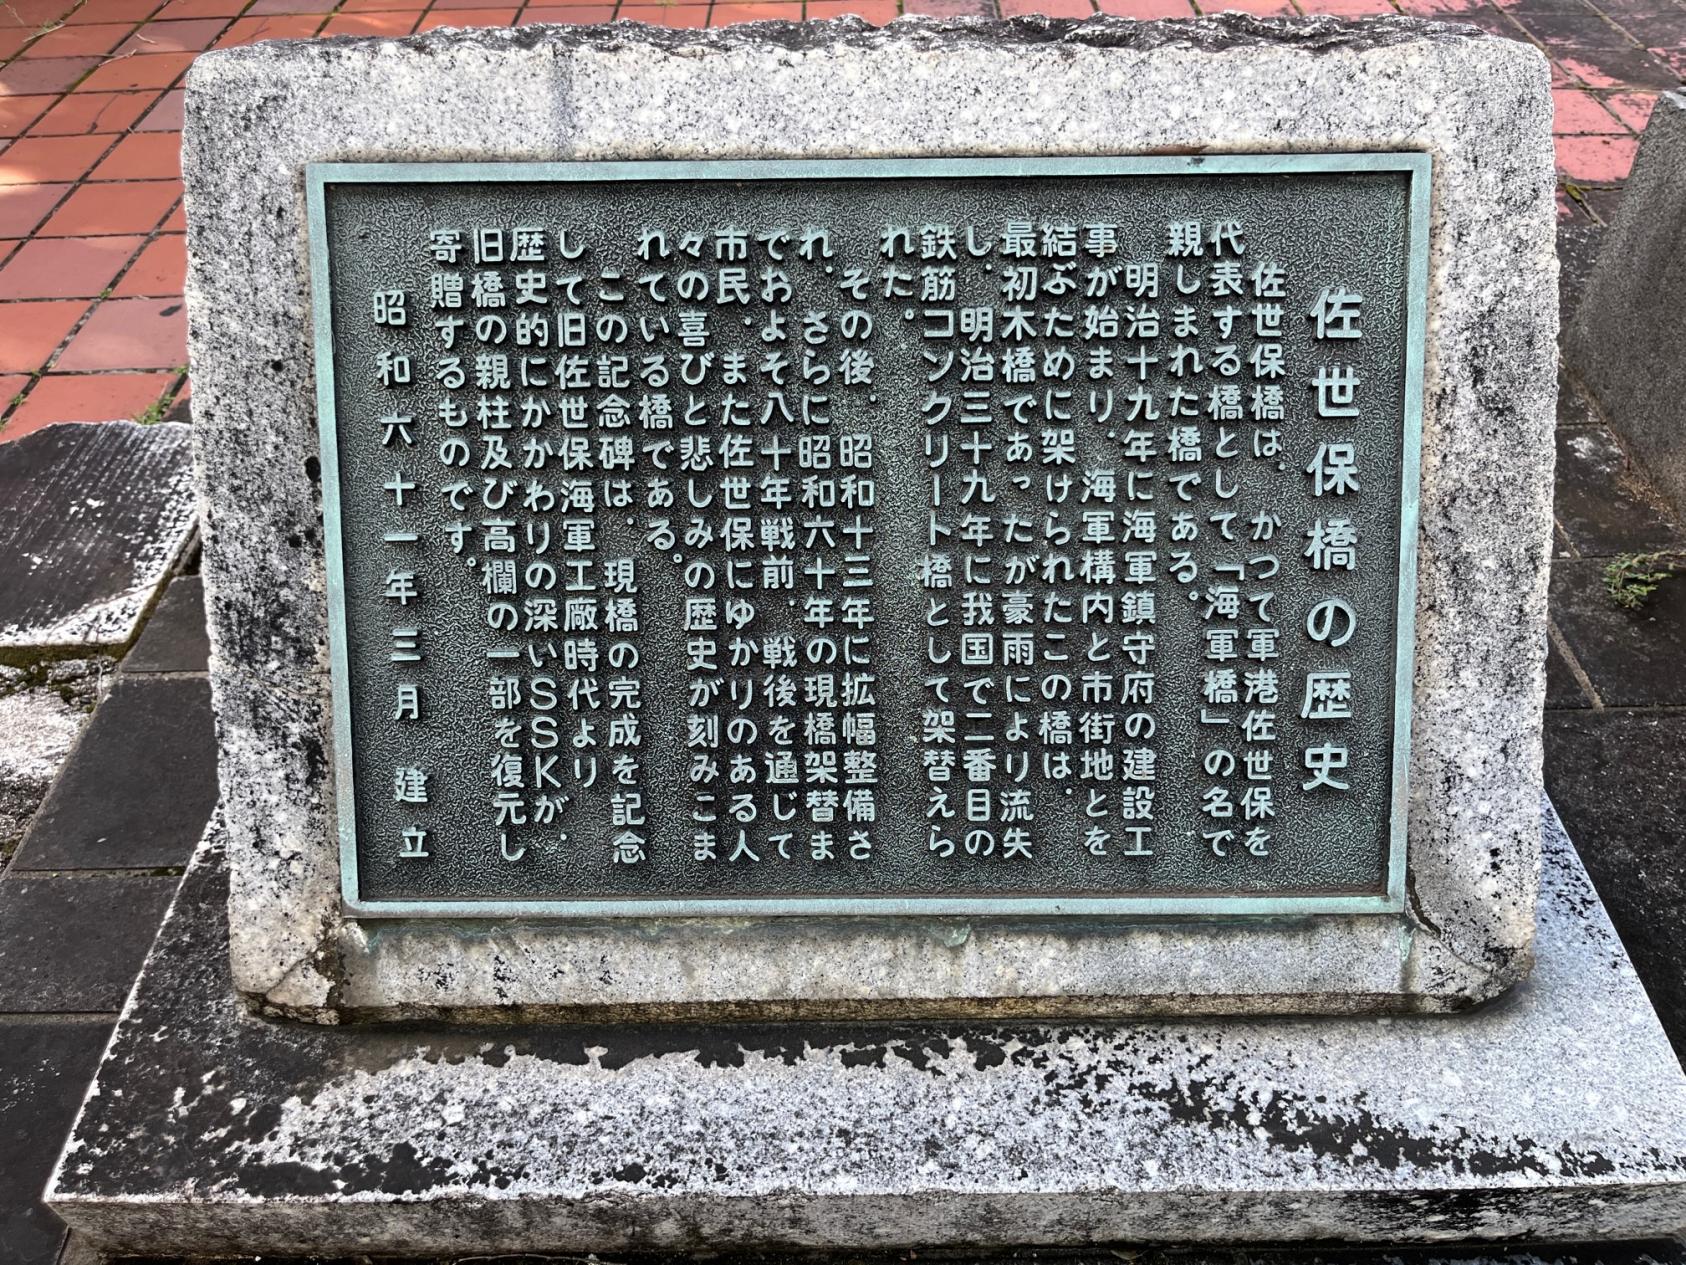 佐世保橋の歴史
佐世保橋は、かつて軍港佐世保を
代表する橋として「海軍橋」の名で
親しまれた橋である。
明治十九年に海軍鎮守府の建設工
事が始まり、海軍構内と市街地とを
結ぶために架けられたこの橋は、
最初木橋であったが豪雨により流失
し、明治三十九年に我国で二番目の
鉄筋コンクリート橋として架替えら
れた。
その後、昭和十三年に拡幅整備さ
れ、さらに昭和六十年の現橋架替ま
でおよそ八十年戦前、戦後を通じて
市民、また佐世保にゆかりのある人
々の喜びと悲しみの歴史が刻みこま
れている橋である。
この記念碑は、現橋の完成を記念
して旧佐世保海軍工廠時代より
歴史的にかかわりの深いSSKが、
旧橋の親柱及び高欄の一部を復元し
寄贈するものです。
昭和六十一年三月 建立